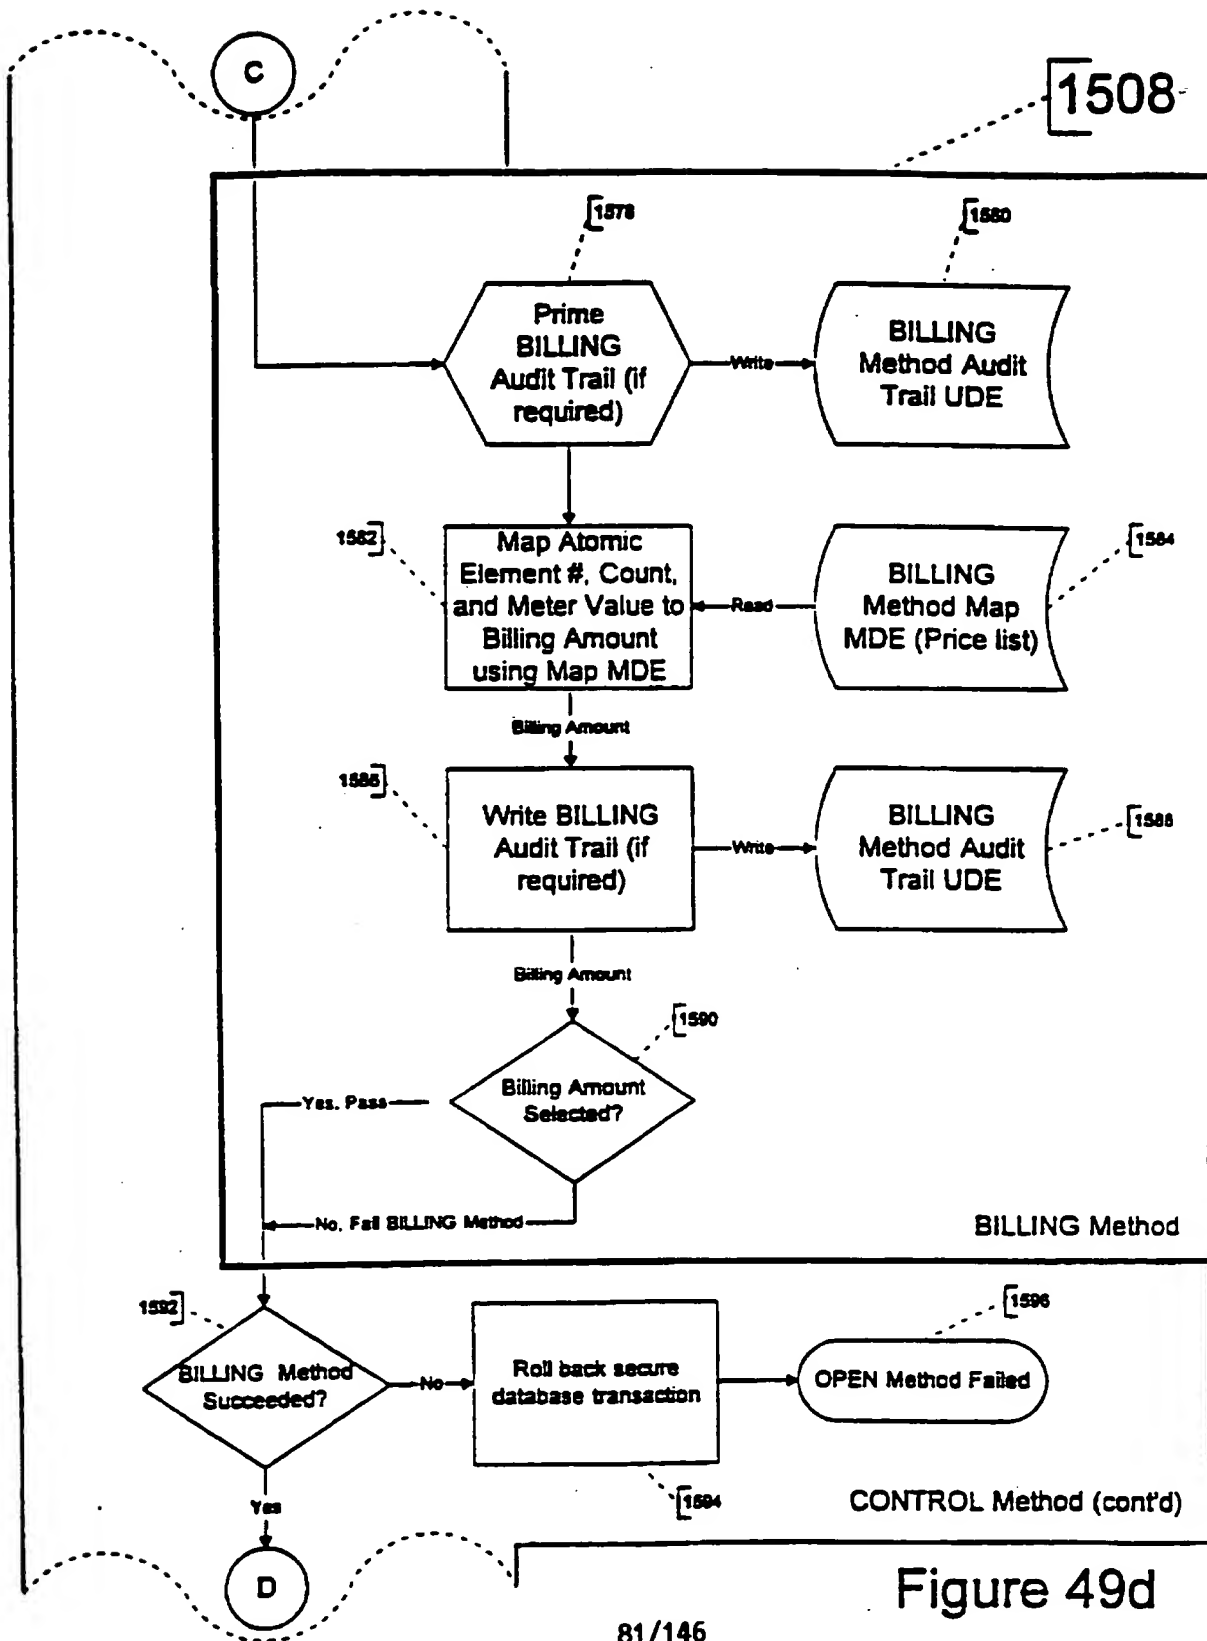 C
1508
1578
1580
Prime
BILLING
Audit Trail (if
required)
Write
BILLING
Method Audit
Trail UDE
1582
1584
Map Atomic
Element #, Count,
and Meter Value to
Billing Amount
using Map MDE
Read
BILLING
Method Map
MDE (Price list)
Billing Amount
1586
1588
Write BILLING
Audit Trail (if
required)
Write
BILLING
Method Audit
Trail UDE
Billing Amount
1590
Billing Amount
Selected?
Yes, Pass
No, Fail BILLING Method
BILLING Method
1592
1596
BILLING Method
Succeeded?
No
Roll back secure
database transaction
OPEN Method Failed
1594
Yes
CONTROL Method (cont'd)
D
Figure 49d
81/146